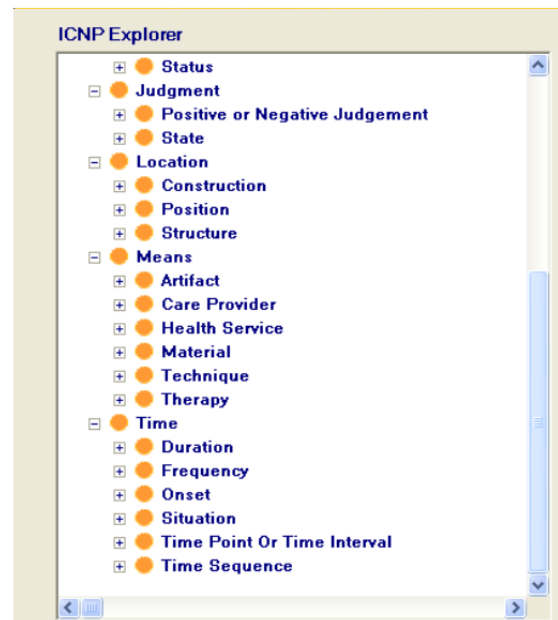 ICNP Explorer
Status
Judgment
Positive or Negative Judgement
State
Location
Construction
Position
Structure
Means
Artifact
Care Provider
Health Service
Material
Technique
Therapy
Time
Duration
Frequency
Onset
Situation
Time Point Or Time Interval
Time Sequence